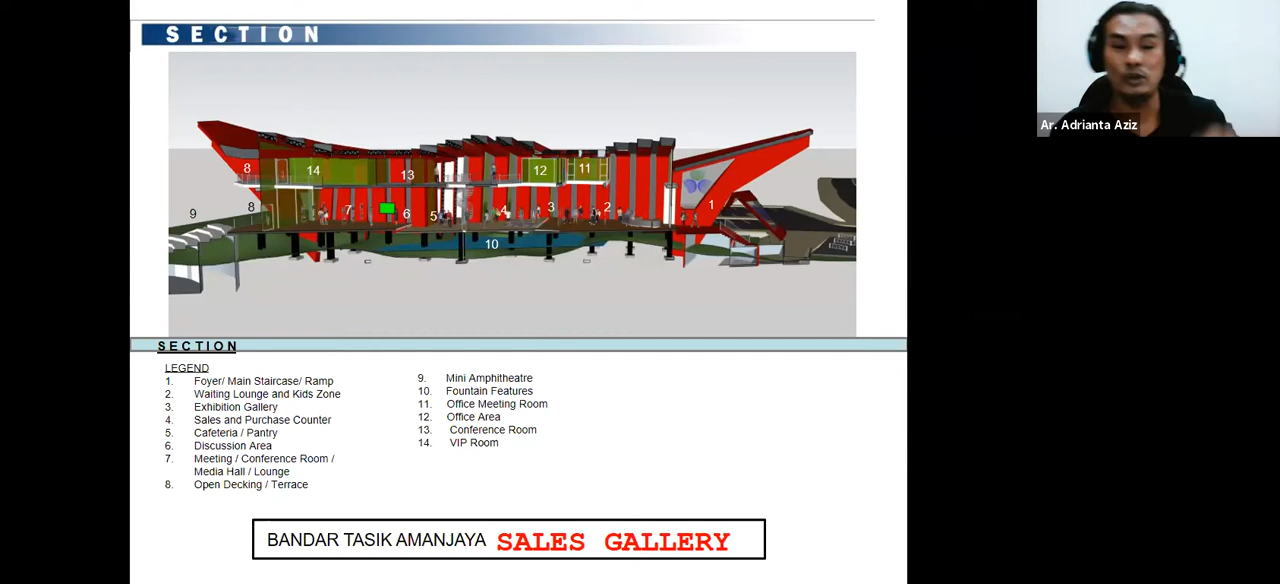 SECTION
Ar. Adrianta Aziz
8 14 13 12 11
9 8 7 6 5 4 3 2 1
10
SECTION
LEGEND
1. Foyer/ Main Staircase/ Ramp
2. Waiting Lounge and Kids Zone
3. Exhibition Gallery
4. Sales and Purchase Counter
5. Cafeteria / Pantry
6. Discussion Area
7. Meeting / Conference Room /
Media Hall / Lounge
8. Open Decking / Terrace
9. Mini Amphitheatre
10. Fountain Features
11. Office Meeting Room
12. Office Area
13. Conference Room
14. VIP Room
BANDAR TASIK AMANJAYA SALES GALLERY